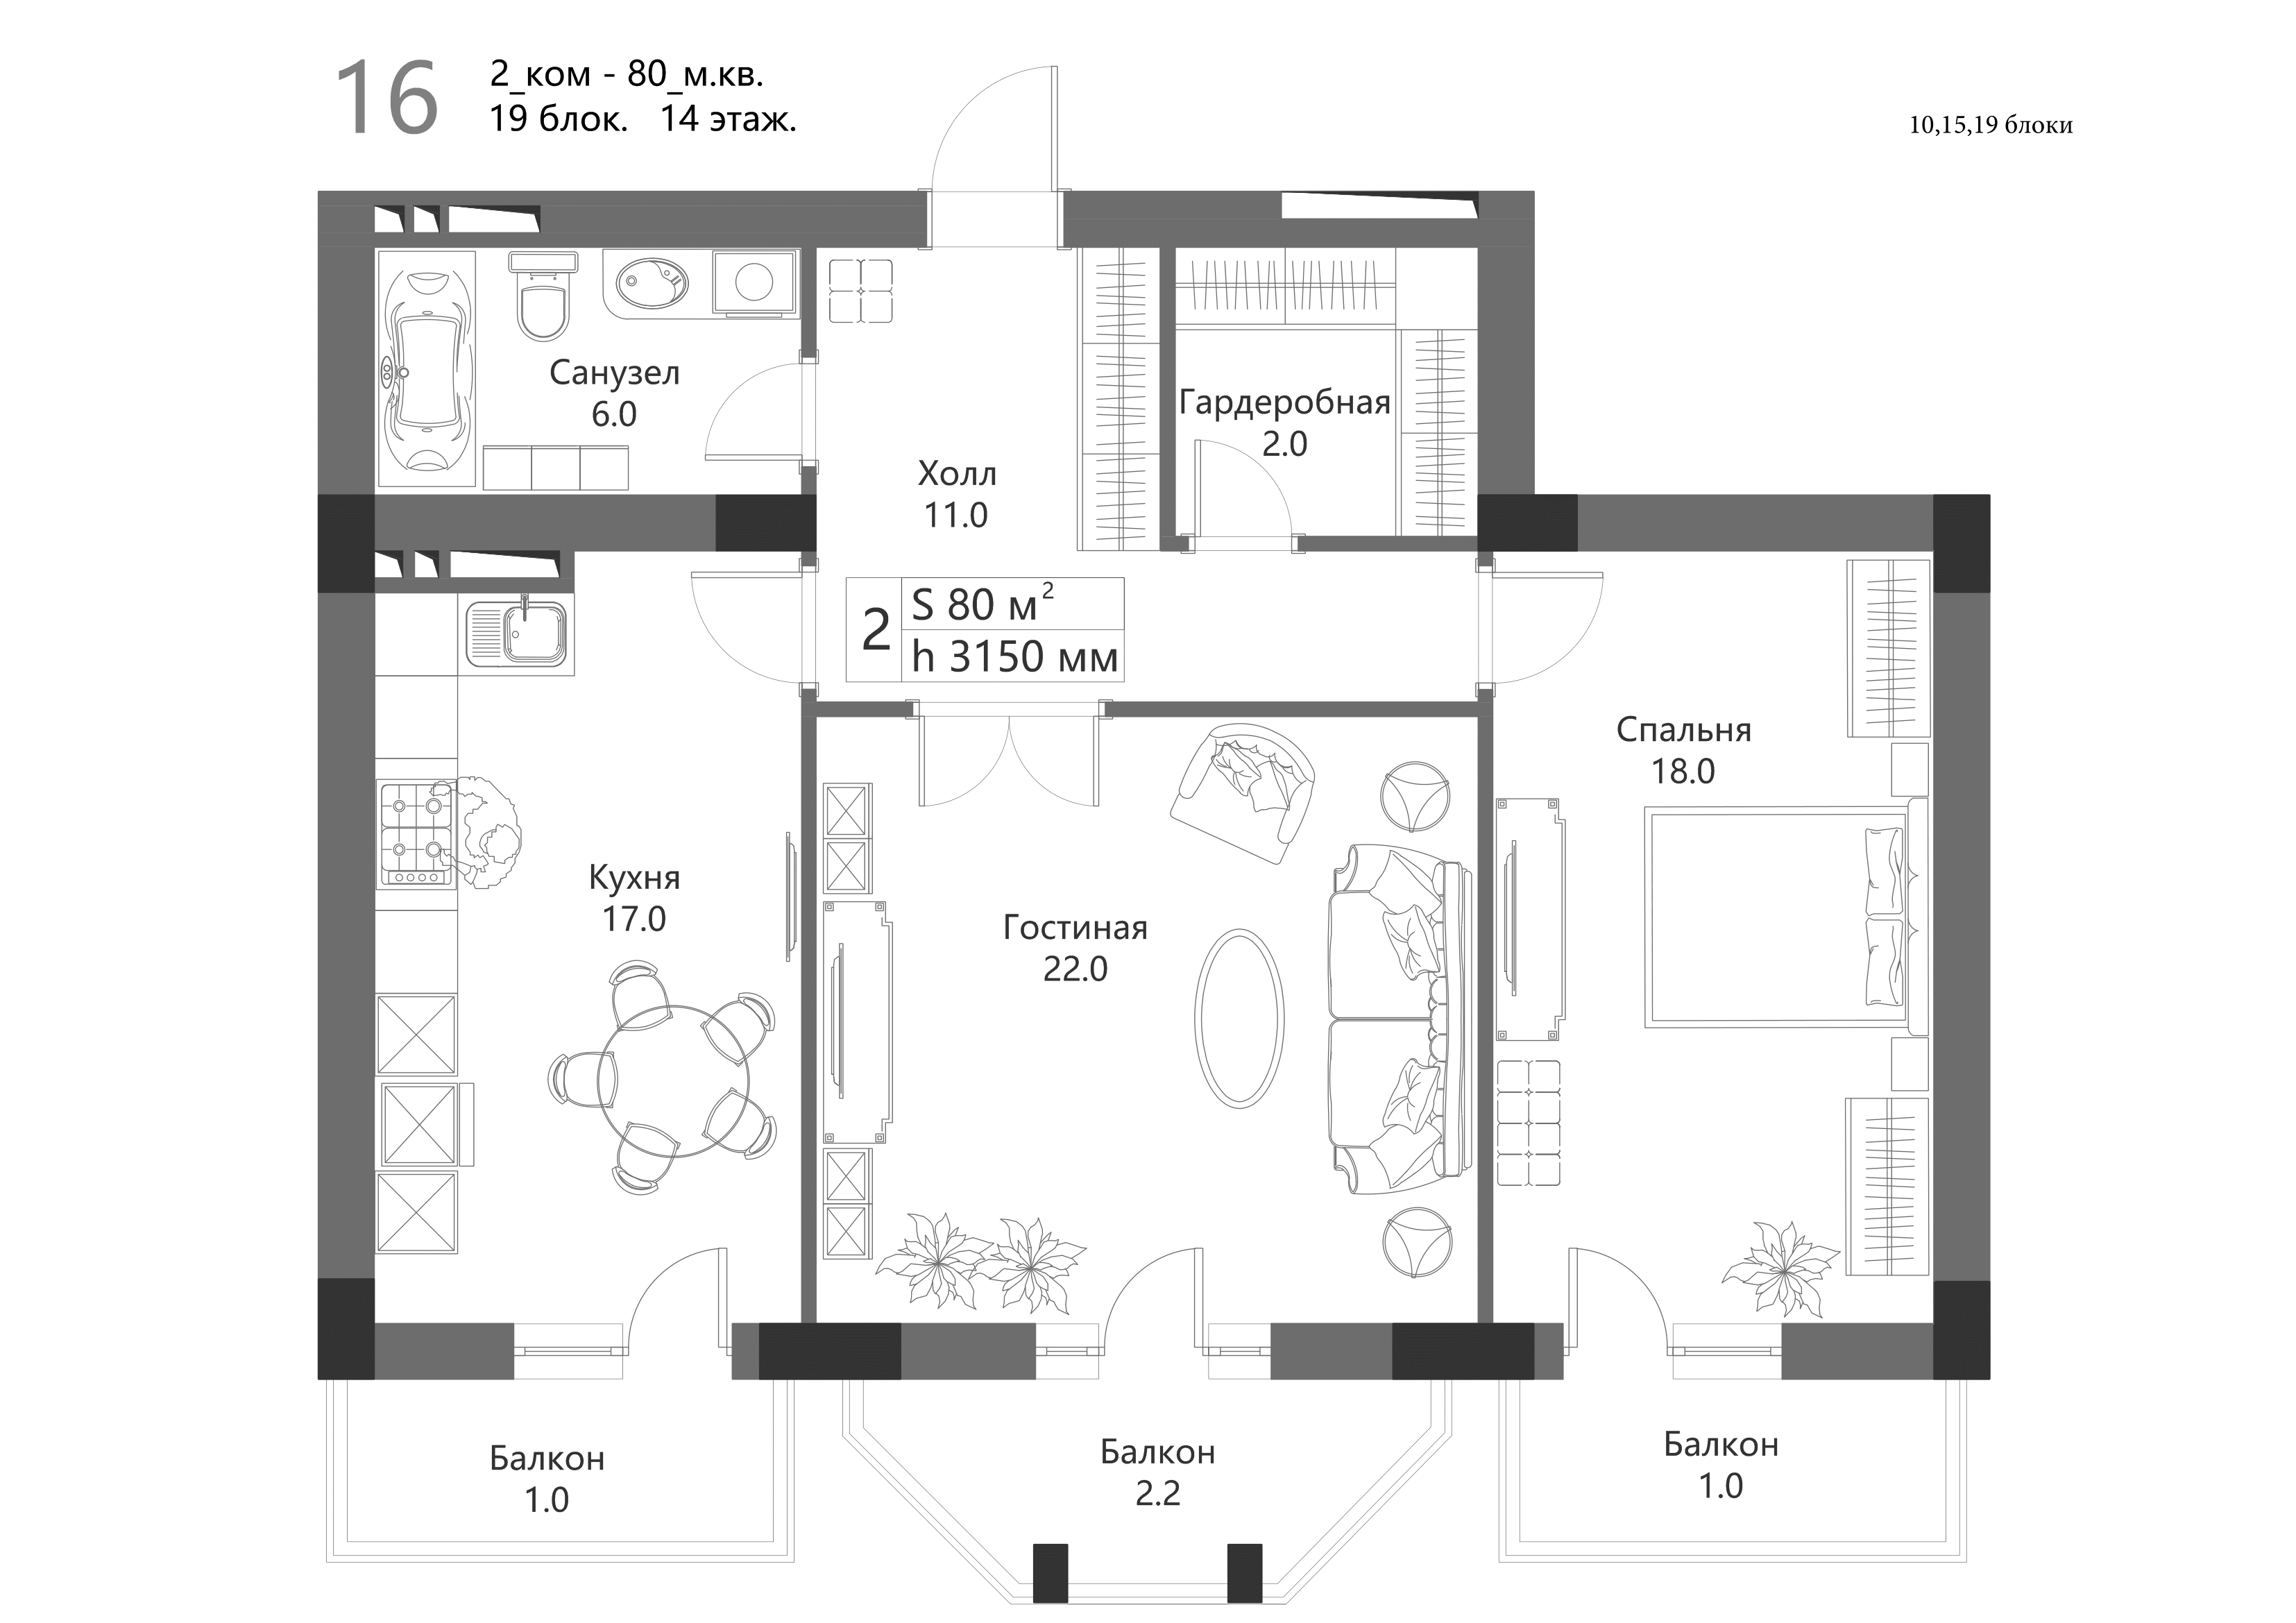 16
2_ком - 80_м.кв.
19 блок. 14 этаж.
10,15,19 блоки
Санузел
6.0
Гардеробная
2.0
Холл
11.0
2
S 80 м²
h 3150 мм
Спальня
18.0
Кухня
17.0
Гостиная
22.0
Балкон
1.0
Балкон
2.2
Балкон
1.0